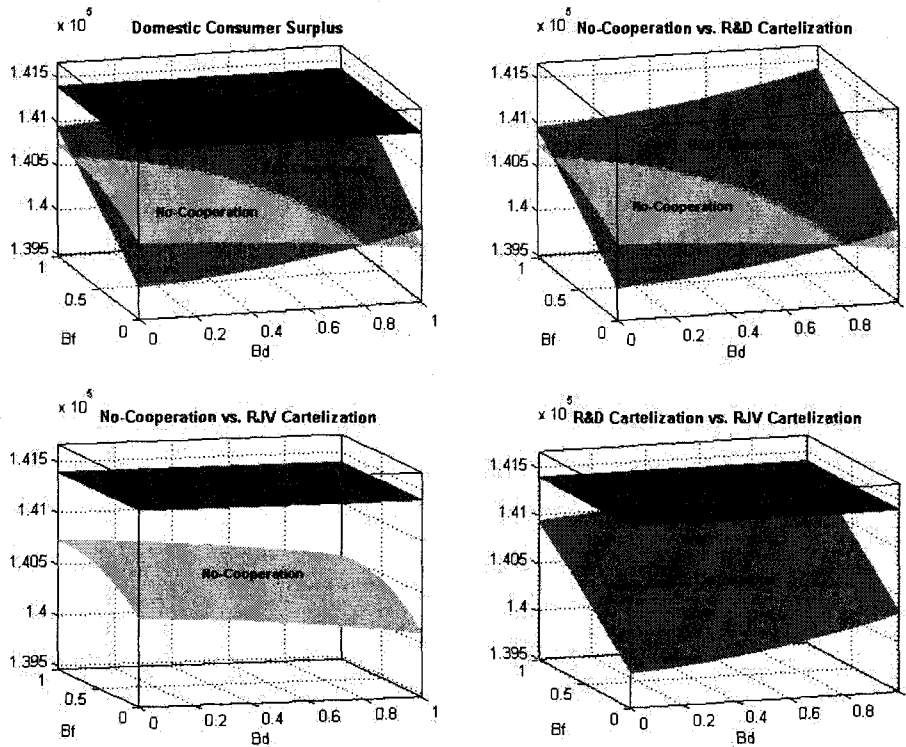 x 10^5
Domestic Consumer Surplus
1.415
1.41
1.405
1.4
1.395
No-Cooperation
1
0.5
0
Bf
0 0.2 0.4 0.6 0.8 1
Bd
x 10^5
No-Cooperation vs. R&D Cartelization
1.415
1.41
1.405
1.4
1.395
No-Cooperation
1
0.5
0
Bf
0 0.2 0.4 0.6 0.8 1
Bd
x 10^5
No-Cooperation vs. RJV Cartelization
1.415
1.41
1.405
1.4
1.395
No-Cooperation
1
0.5
0
Bf
0 0.2 0.4 0.6 0.8 1
Bd
x 10^5
R&D Cartelization vs. RJV Cartelization
1.415
1.41
1.405
1.4
1.395
1
0.5
0
Bf
0 0.2 0.4 0.6 0.8 1
Bd